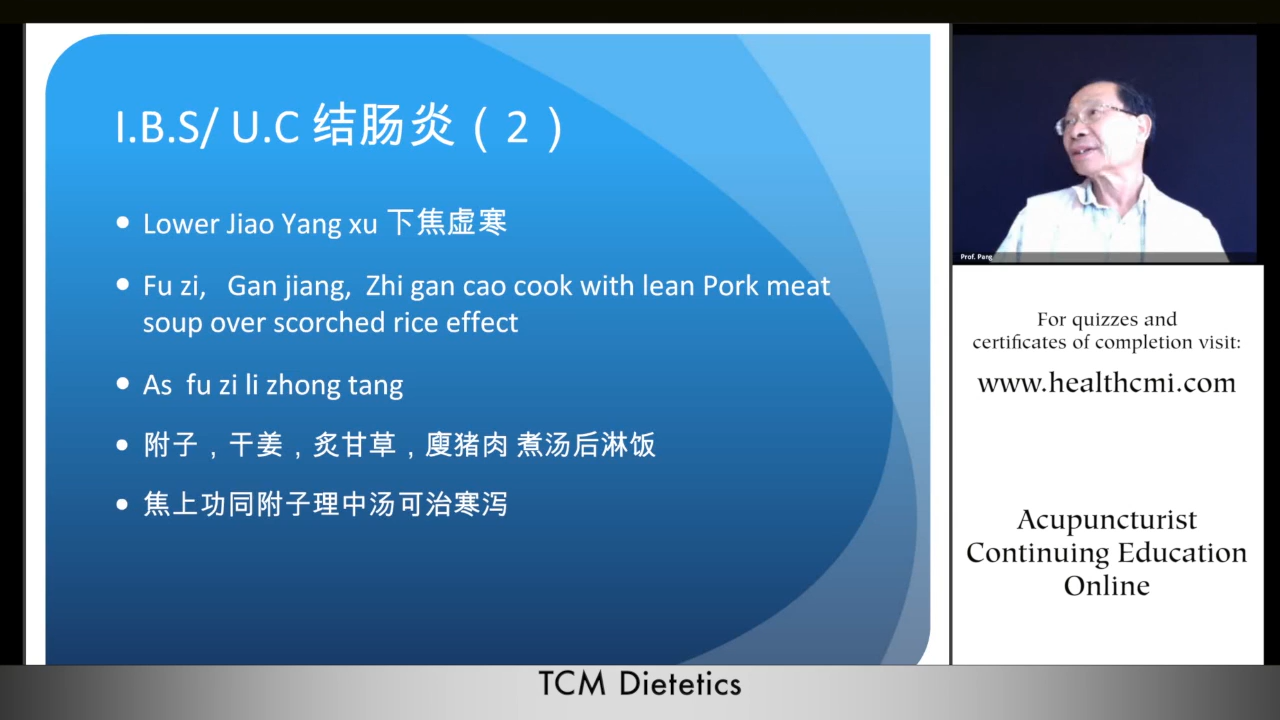 I.B.S/ U.C 结肠炎（2）
• Lower Jiao Yang xu 下焦虚寒
• Fu zi, Gan jiang, Zhi gan cao cook with lean Pork meat
soup over scorched rice effect
• As fu zi li zhong tang
• 附子，干姜，炙甘草，廋猪肉 煮汤后淋饭
• 焦上功同附子理中汤可治寒泻
Prof. Pang
For quizzes and
certificates of completion visit:
www.healthcmi.com
Acupuncturist
Continuing Education
Online
TCM Dietetics